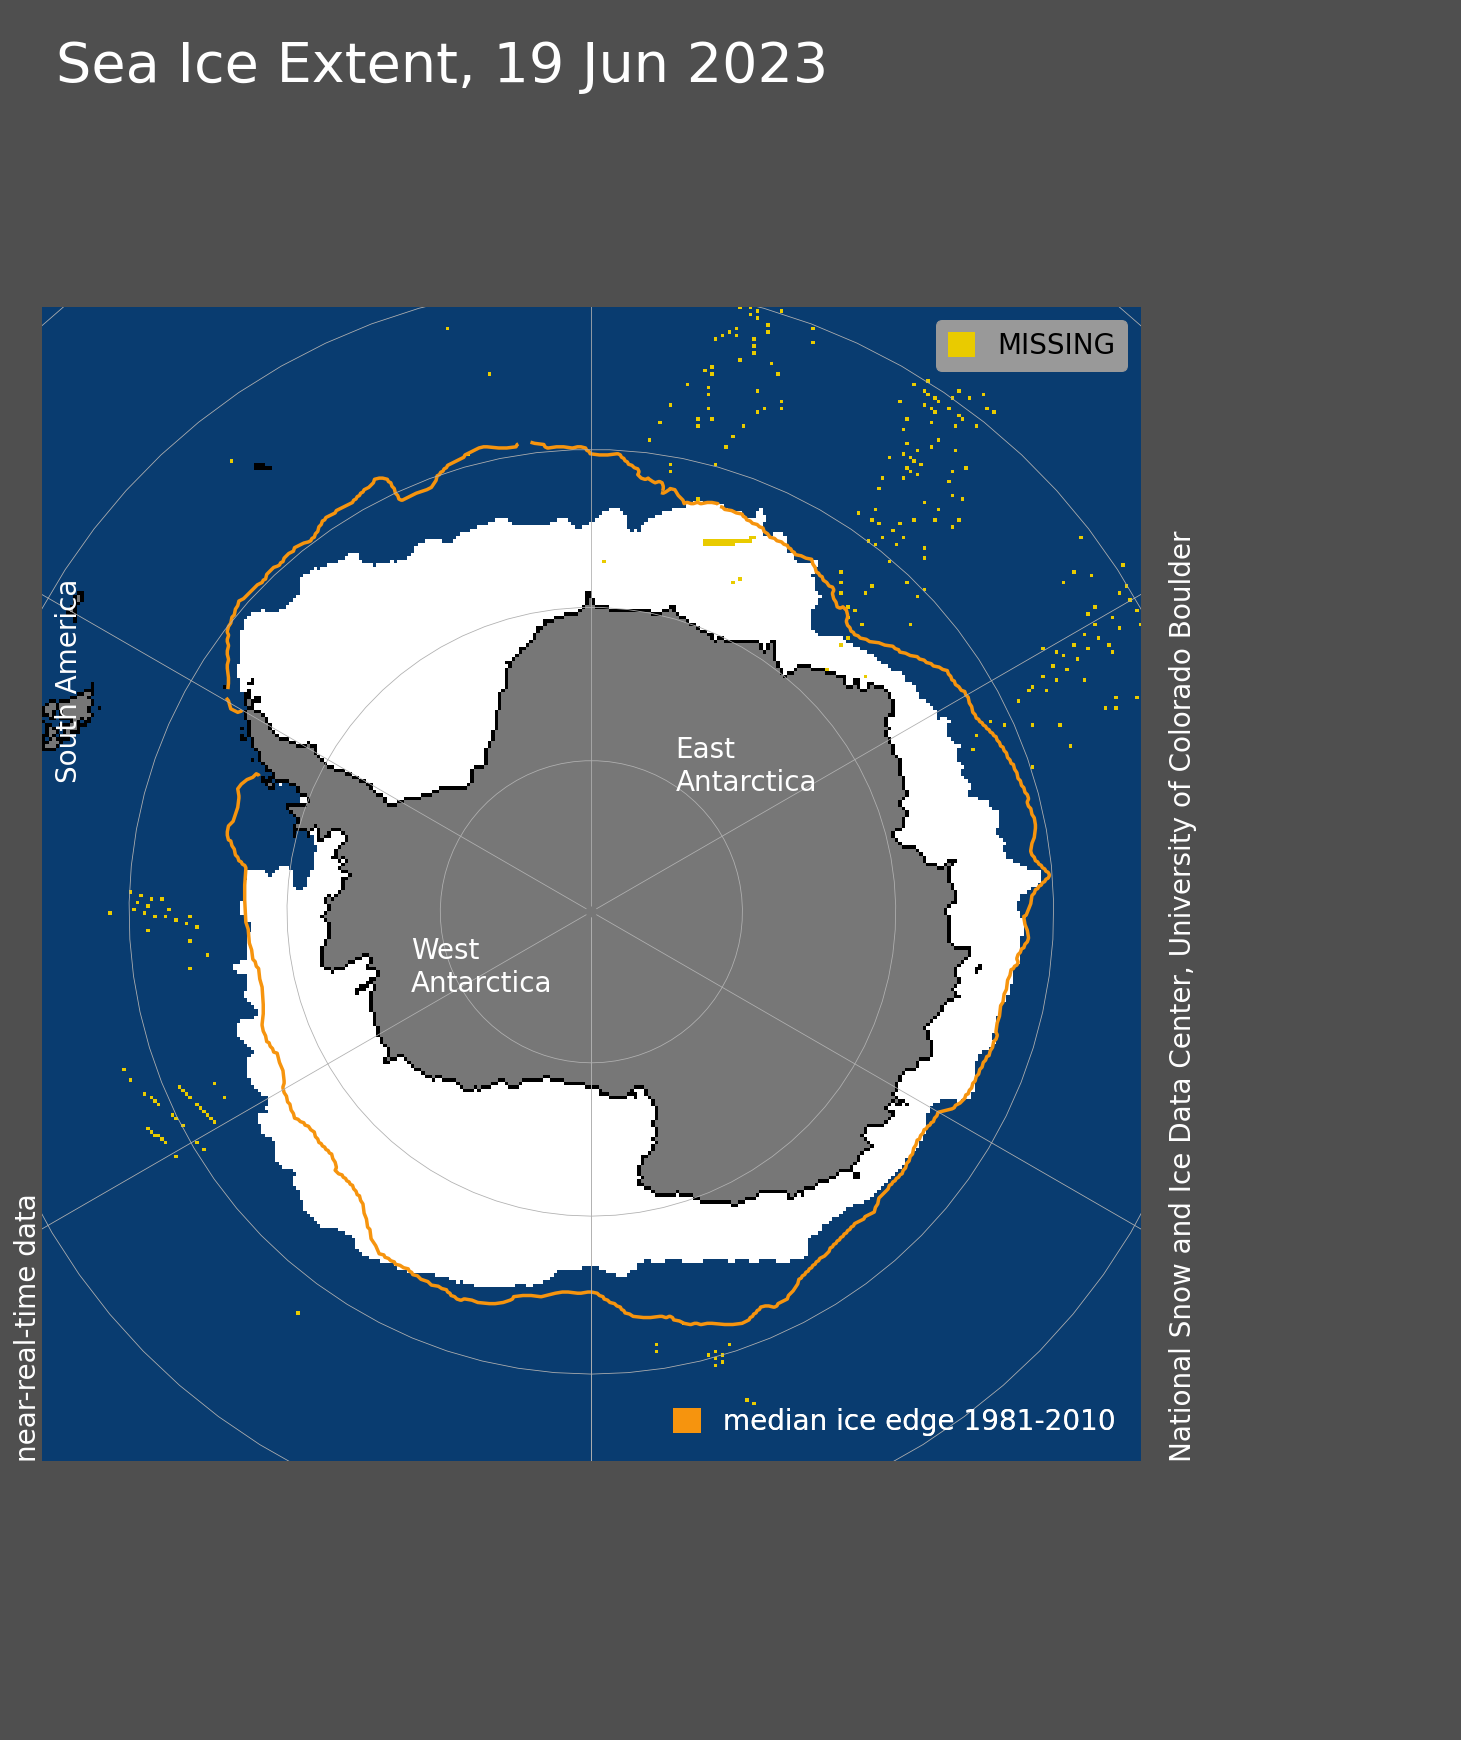 Sea Ice Extent, 19 Jun 2023
MISSING
South America
East
Antarctica
West
Antarctica
near-real-time data
median ice edge 1981-2010
National Snow and Ice Data Center, University of Colorado Boulder